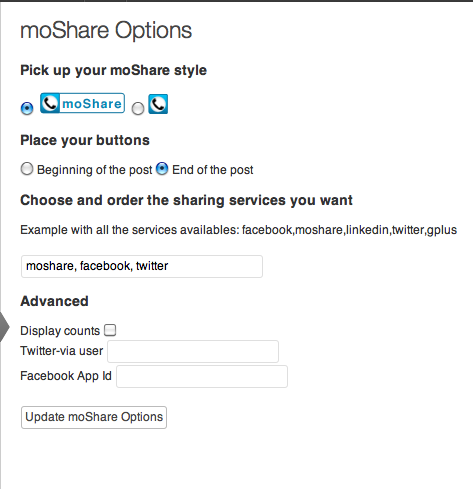 moShare Options
Pick up your moShare style
moShare
Place your buttons
Beginning of the post End of the post
Choose and order the sharing services you want
Example with all the services availables: facebook,moshare,linkedin,twitter,gplus
moshare, facebook, twitter
Advanced
Display counts
Twitter-via user
Facebook App Id
Update moShare Options